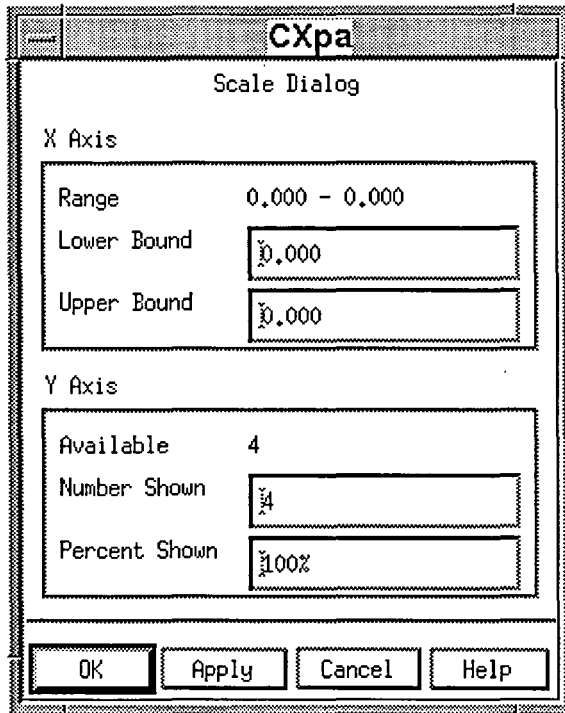 CXpa
Scale Dialog
X Axis
Range 0.000 - 0.000
Lower Bound 0.000
Upper Bound 0.000
Y Axis
Available 4
Number Shown 4
Percent Shown 100%
OK Apply Cancel Help